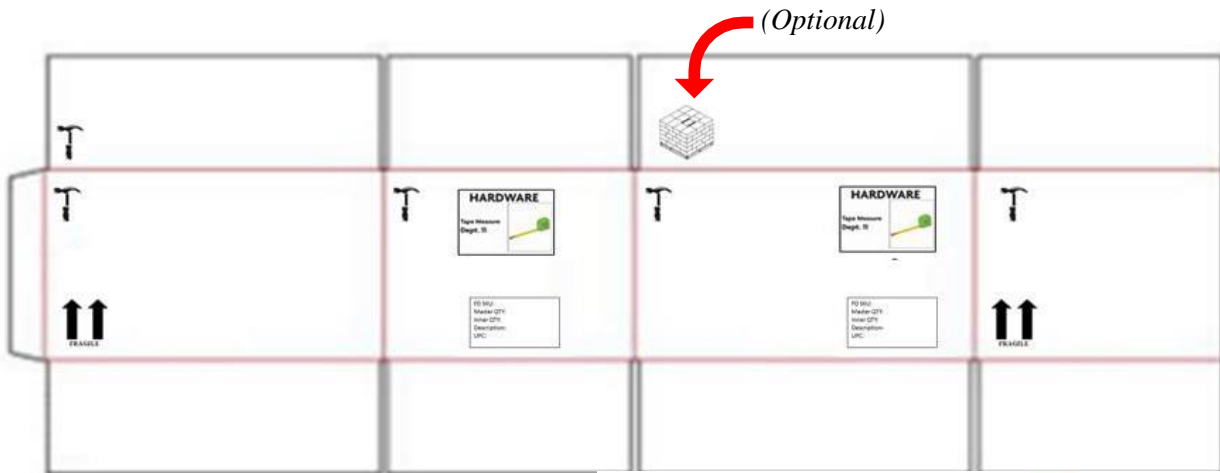 (Optional)
HARDWARE
Tape Measure
Dept. 11
HARDWARE
Tape Measure
Dept. 11
FD SKU:
Master QTY:
Inner QTY:
Description:
UPC:
FD SKU:
Master QTY:
Inner QTY:
Description:
UPC:
FRAGILE
FRAGILE